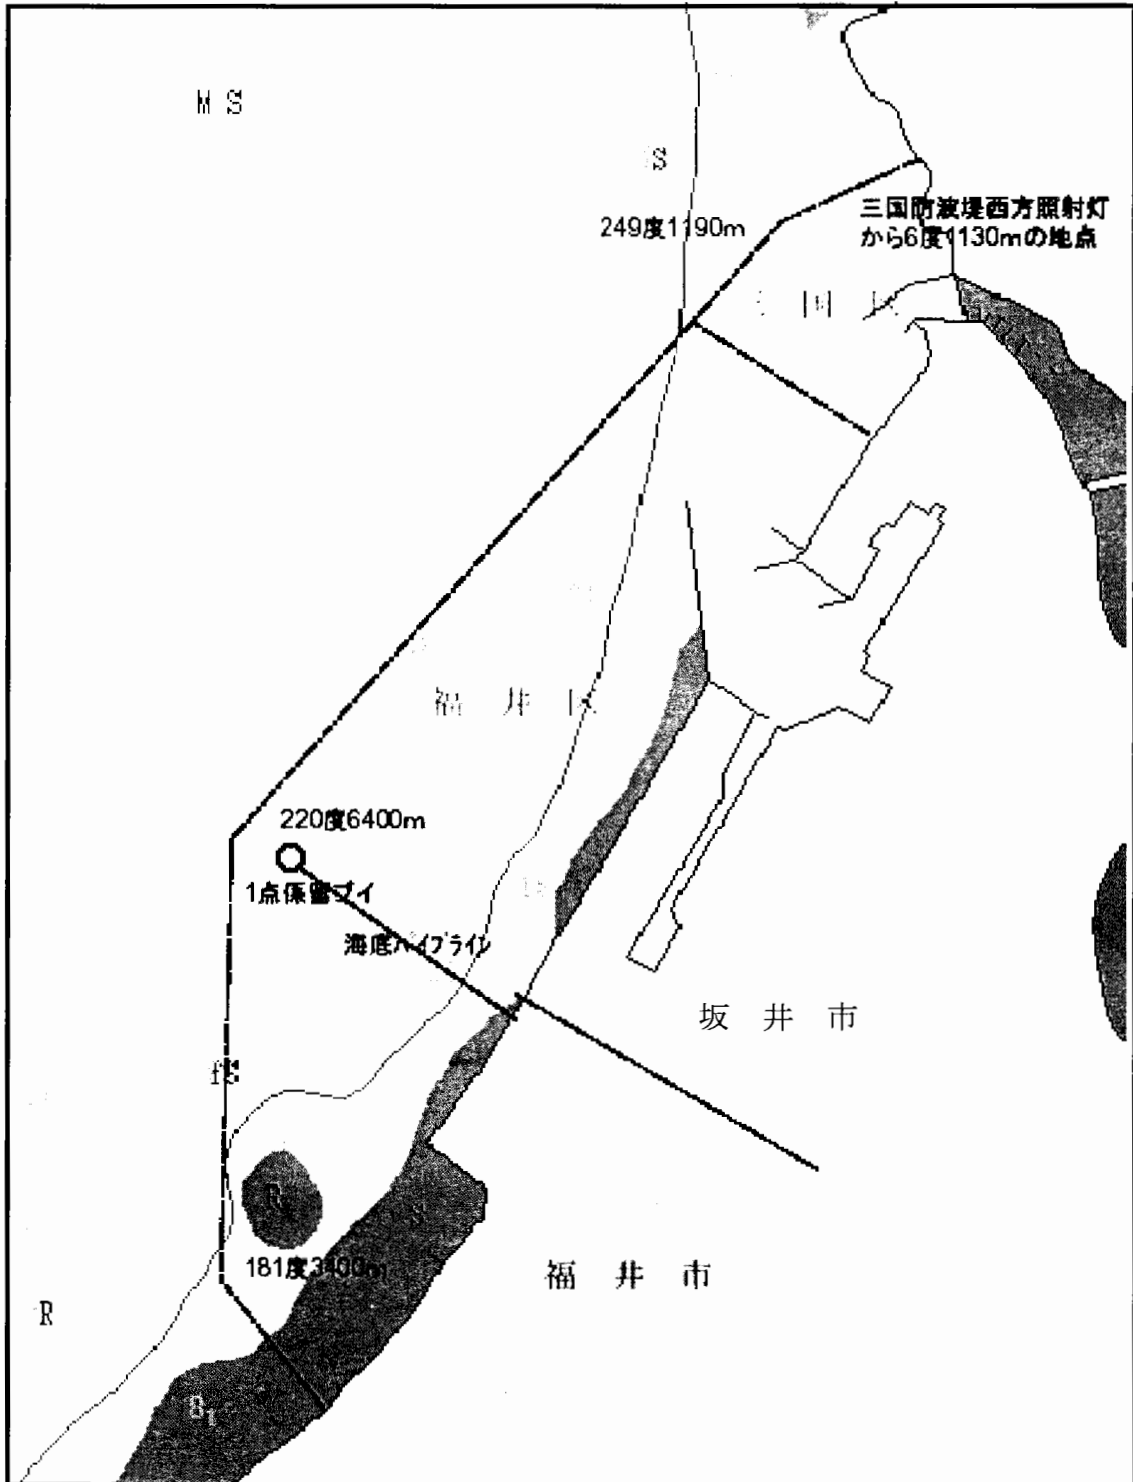 M S
S
249度1190m
三国防波堤西方照射灯
から6度1130mの地点
国区
福 井 区
220度6400m
1点係留ブイ
海底パイプライン
坂 井 市
fS
181度3400m
福 井 市
R
S